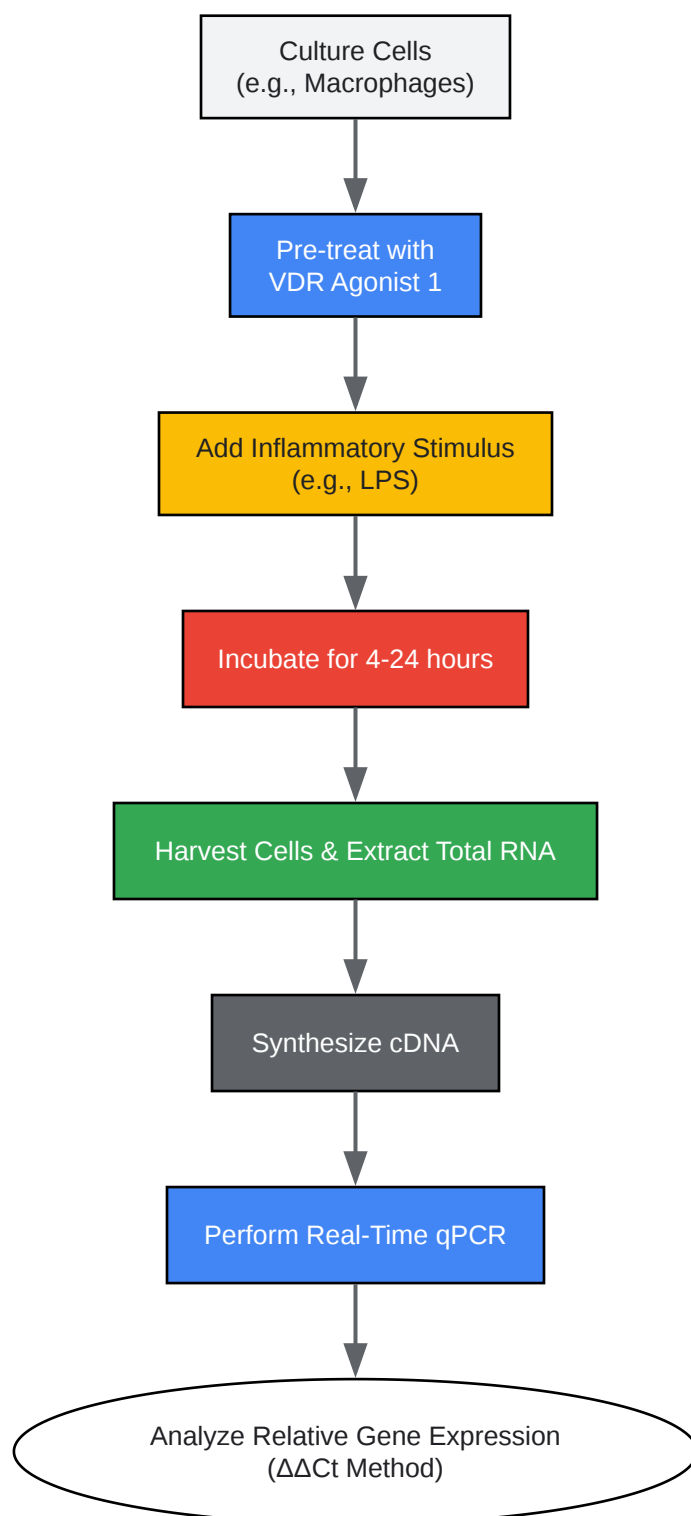 Culture Cells
(e.g., Macrophages)
Pre-treat with
VDR Agonist 1
Add Inflammatory Stimulus
(e.g., LPS)
Incubate for 4-24 hours
Harvest Cells & Extract Total RNA
Synthesize cDNA
Perform Real-Time qPCR
Analyze Relative Gene Expression
(ΔΔCt Method)